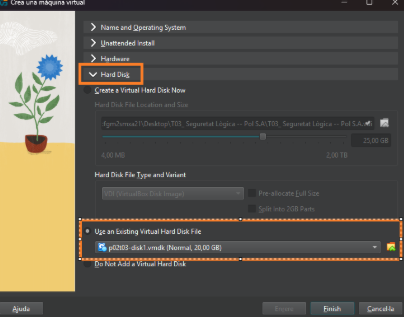 Crea una màquina virtual
Name and Operating System
Unattended Install
Hardware
Hard Disk
Create a Virtual Hard Disk Now
Hard Disk File Location and Size
\Desktop\T03_ Seguretat Lògica -- Pol S.A\T03_ Seguretat Lògica -- Pol S.A
25,00 GB
4,00 MB 2,00 TB
Hard Disk File Type and Variant
VDI (VirtualBox Disk Image) Pre-allocate Full Size
Split into 2GB Parts
Use an Existing Virtual Hard Disk File
p02t03-disk1.vmdk (Normal, 20,00 GB)
Do Not Add a Virtual Hard Disk
Ajuda Enrere Finish Cancel·la